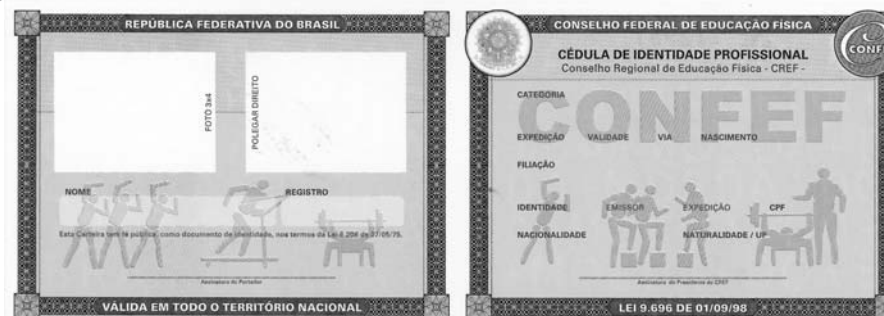 REPÚBLICA FEDERATIVA DO BRASIL
FOTO 3x4
POLEGAR DIREITO
NOME REGISTRO
Esta Carteira tem fé pública, como documento de identidade, nos termos da Lei 6.206 de 07/05/75.
Assinatura do Portador
VÁLIDA EM TODO O TERRITÓRIO NACIONAL
CONSELHO FEDERAL DE EDUCAÇÃO FÍSICA
CÉDULA DE IDENTIDADE PROFISSIONAL
Conselho Regional de Educação Física - CREF -
CONF
CATEGORIA
CONFEF
EXPEDIÇÃO VALIDADE VIA NASCIMENTO
FILIAÇÃO
IDENTIDADE EMISSOR EXPEDIÇÃO CPF
NACIONALIDADE NATURALIDADE / UF
Assinatura do Presidente do CREF
LEI 9.696 DE 01/09/98